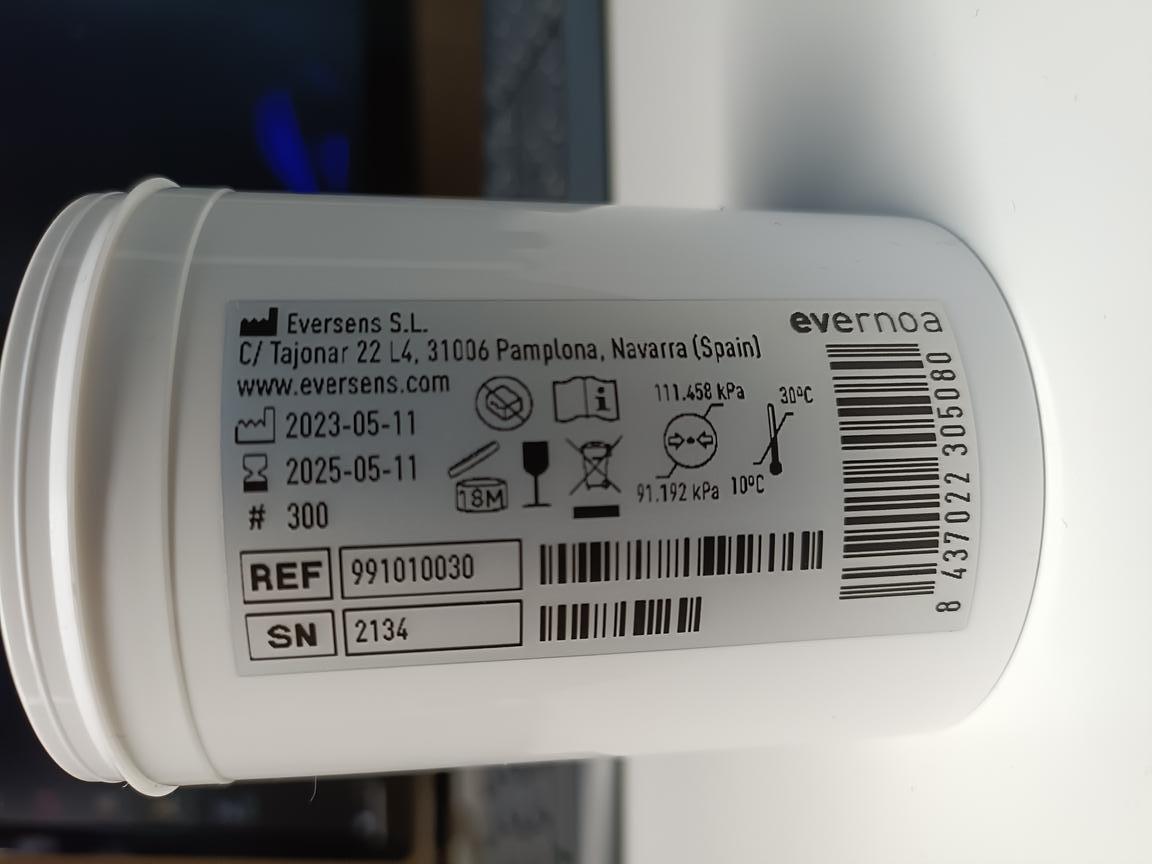 Eversens S.L.
C/ Tajonar 22 L4, 31006 Pamplona, Navarra (Spain)
www.eversens.com
2023-05-11
2025-05-11
# 300
REF 991010030
SN 2134
18M
111.458 kPa
91.192 kPa
30ºC
10ºC
evernoa
8 437022 305080